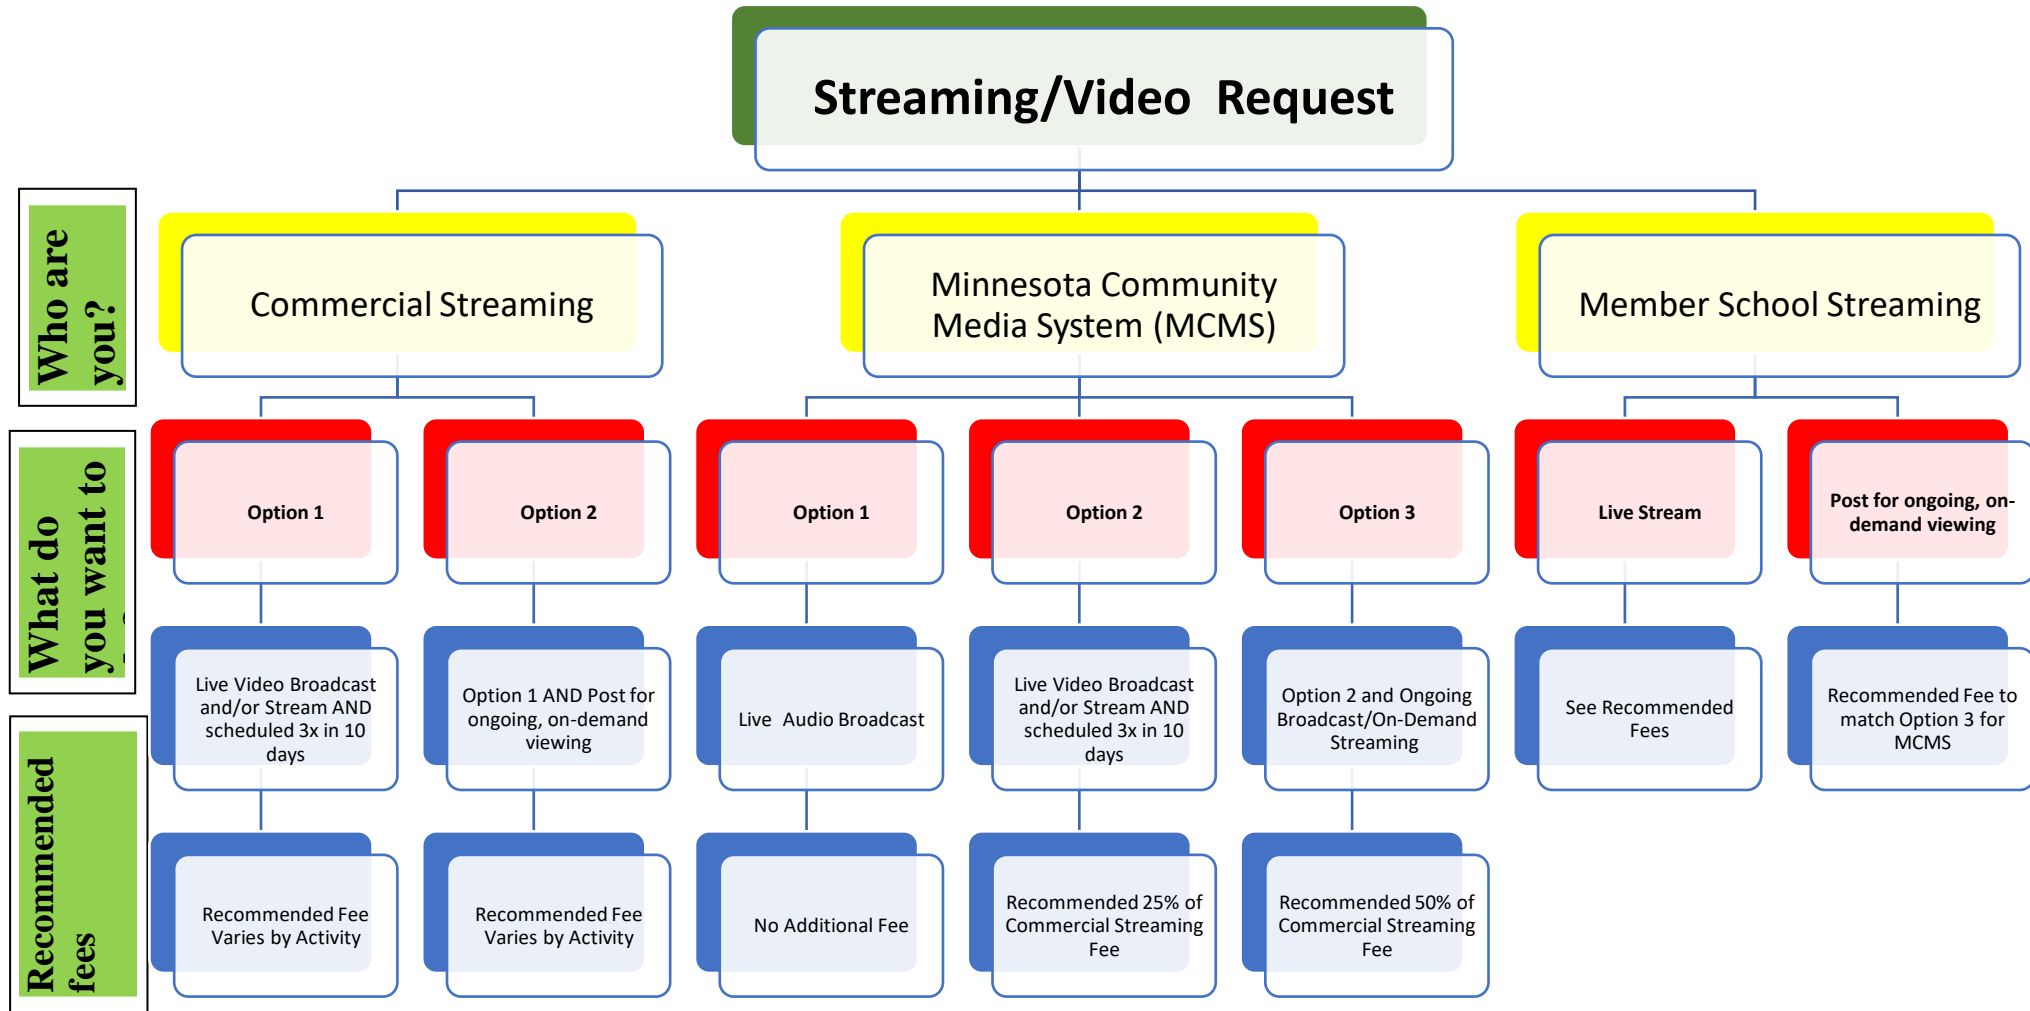 Streaming/Video Request
Who are
you?
Commercial Streaming
Minnesota Community
Media System (MCMS)
Member School Streaming
What do
you want to
Option 1
Option 2
Option 1
Option 2
Option 3
Live Stream
Post for ongoing, on-
demand viewing
Live Video Broadcast
and/or Stream AND
scheduled 3x in 10
days
Option 1 AND Post for
ongoing, on-demand
viewing
Live Audio Broadcast
Live Video Broadcast
and/or Stream AND
scheduled 3x in 10
days
Option 2 and Ongoing
Broadcast/On-Demand
Streaming
See Recommended
Fees
Recommended Fee to
match Option 3 for
MCMS
Recommended
fees
Recommended Fee
Varies by Activity
Recommended Fee
Varies by Activity
No Additional Fee
Recommended 25% of
Commercial Streaming
Fee
Recommended 50% of
Commercial Streaming
Fee